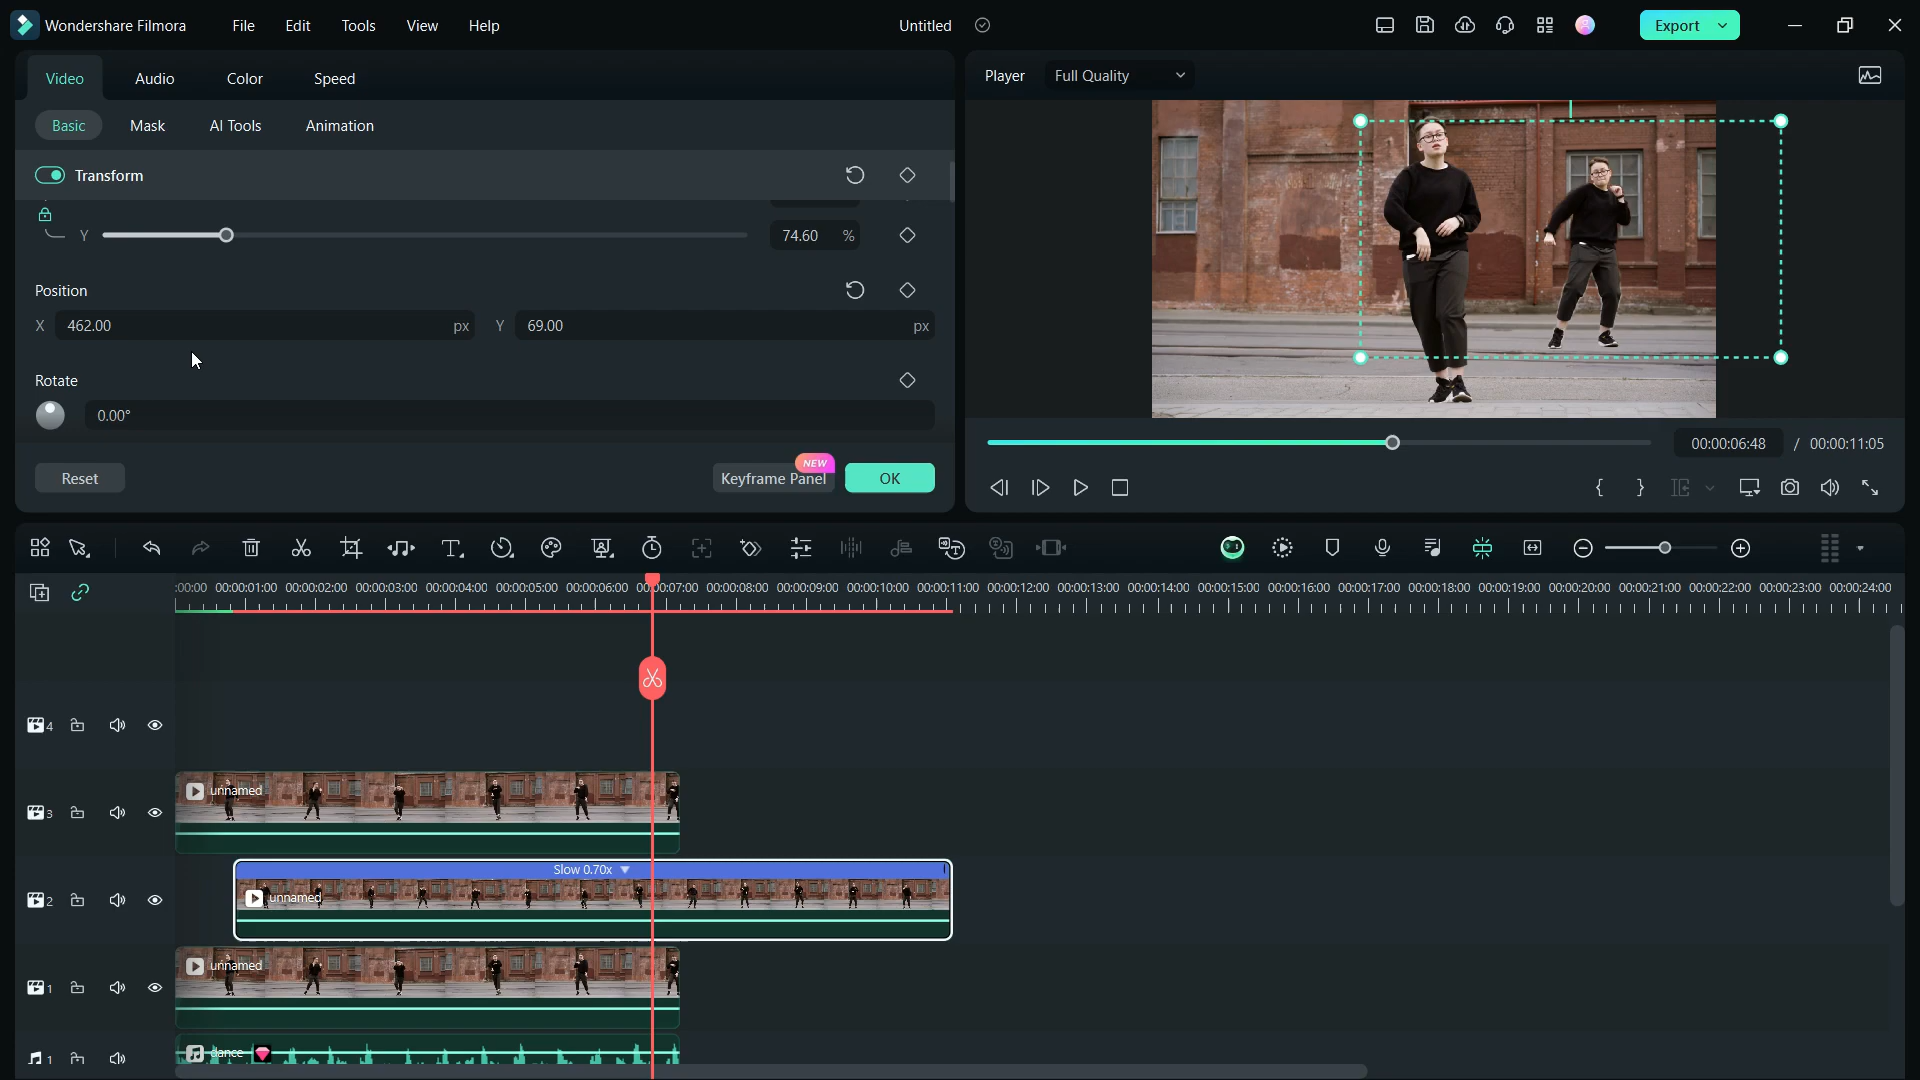 Wondershare Filmora File Edit Tools View Help Untitled Export
Video Audio Color Speed
Player Full Quality
Basic Mask AI Tools Animation
Transform
Y 74.60 %
Position
X 462.00 px Y 69.00 px
Rotate
0.00°
00:00:06:48 / 00:00:11:05
Reset Keyframe Panel NEW OK
:00:00 00:00:01:00 00:00:02:00 00:00:03:00 00:00:04:00 00:00:05:00 00:00:06:00 00:00:07:00 00:00:08:00 00:00:09:00 00:00:10:00 00:00:11:00 00:00:12:00 00:00:13:00 00:00:14:00 00:00:15:00 00:00:16:00 00:00:17:00 00:00:18:00 00:00:19:00 00:00:20:00 00:00:21:00 00:00:22:00 00:00:23:00 00:00:24:00
4
unnamed
3
Slow 0.70x
unnamed
2
unnamed
1
dance
1